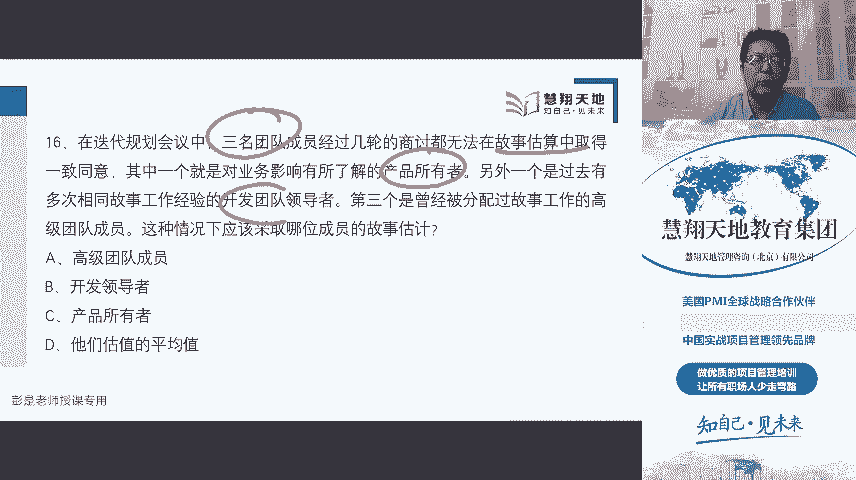 慧翔天地
知自己·见未来
16、在迭代规划会议中，三名团队成员经过几轮的商讨都无法在故事估算中取得
一致同意，其中一个就是对业务影响有所了解的产品所有者。另外一个是过去有
多次相同故事工作经验的开发团队领导者。第三个是曾经被分配过故事工作的高
级团队成员。这种情况下应该采取哪位成员的故事估计？
A、高级团队成员
B、开发领导者
C、产品所有者
D、他们估值的平均值
彭泉老师授课专用
慧翔天地教育集团
慧翔天地管理咨询（北京）有限公司
美国PMI全球战略合作伙伴
中国实战项目管理领先品牌
做优质的项目管理培训
让所有职场人少走弯路
知自己·见未来